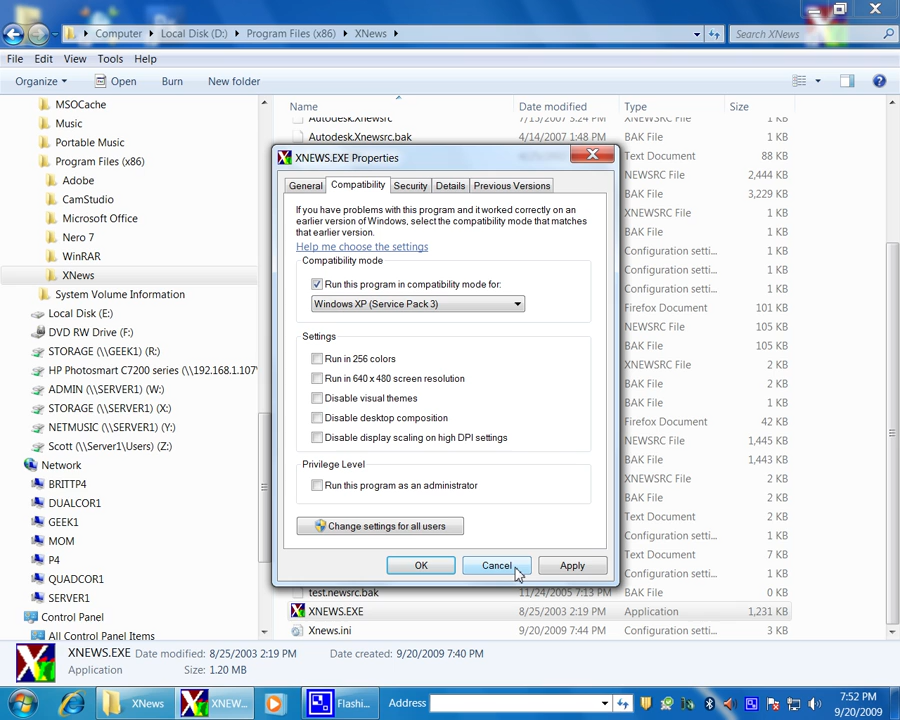 Computer Local Disk (D:) Program Files (x86) XNews
Search XNews
File Edit View Tools Help
Organize Open Burn New folder
MSOCache
Music
Portable Music
Program Files (x86)
Adobe
CamStudio
Microsoft Office
Nero 7
WinRAR
XNews
System Volume Information
Local Disk (E:)
DVD RW Drive (F:)
STORAGE (\\GEEK1) (R:)
HP Photosmart C7200 series (\\192.168.1.107\
ADMIN (\\SERVER1) (W:)
STORAGE (\\SERVER1) (X:)
NETMUSIC (\\SERVER1) (Y:)
Scott (\\Server1\Users) (Z:)
Network
BRITTP4
DUALCOR1
GEEK1
MOM
P4
QUADCOR1
SERVER1
Control Panel
All Control Panel Items
Name Date modified Type Size
Autodesk.Xnewsrc 7/15/2007 3:24 PM XNEWSRC File 1 KB
Autodesk.Xnewsrc.bak 4/14/2007 1:48 PM BAK File 1 KB
Text Document 88 KB
NEWSRC File 2,444 KB
BAK File 3,229 KB
XNEWSRC File 1 KB
BAK File 1 KB
Configuration setti... 1 KB
Configuration setti... 1 KB
Configuration setti... 1 KB
Firefox Document 101 KB
NEWSRC File 105 KB
BAK File 105 KB
XNEWSRC File 2 KB
BAK File 2 KB
Configuration setti... 1 KB
Firefox Document 42 KB
NEWSRC File 1,445 KB
BAK File 1,443 KB
XNEWSRC File 2 KB
BAK File 2 KB
Text Document 2 KB
Configuration setti... 1 KB
Text Document 7 KB
Configuration setti... 1 KB
test.newsrc.bak 11/24/2005 7:13 PM BAK File 0 KB
XNEWS.EXE 8/25/2003 2:19 PM Application 1,231 KB
Xnews.ini 9/20/2009 7:44 PM Configuration setti... 3 KB
XNEWS.EXE Properties
General Compatibility Security Details Previous Versions
If you have problems with this program and it worked correctly on an
earlier version of Windows, select the compatibility mode that matches
that earlier version.
Help me choose the settings
Compatibility mode
Run this program in compatibility mode for:
Windows XP (Service Pack 3)
Settings
Run in 256 colors
Run in 640 x 480 screen resolution
Disable visual themes
Disable desktop composition
Disable display scaling on high DPI settings
Privilege Level
Run this program as an administrator
Change settings for all users
OK Cancel Apply
XNEWS.EXE Date modified: 8/25/2003 2:19 PM Date created: 9/20/2009 7:40 PM
Application Size: 1.20 MB
XNews XNEW... Flashi... Address
7:52 PM
9/20/2009